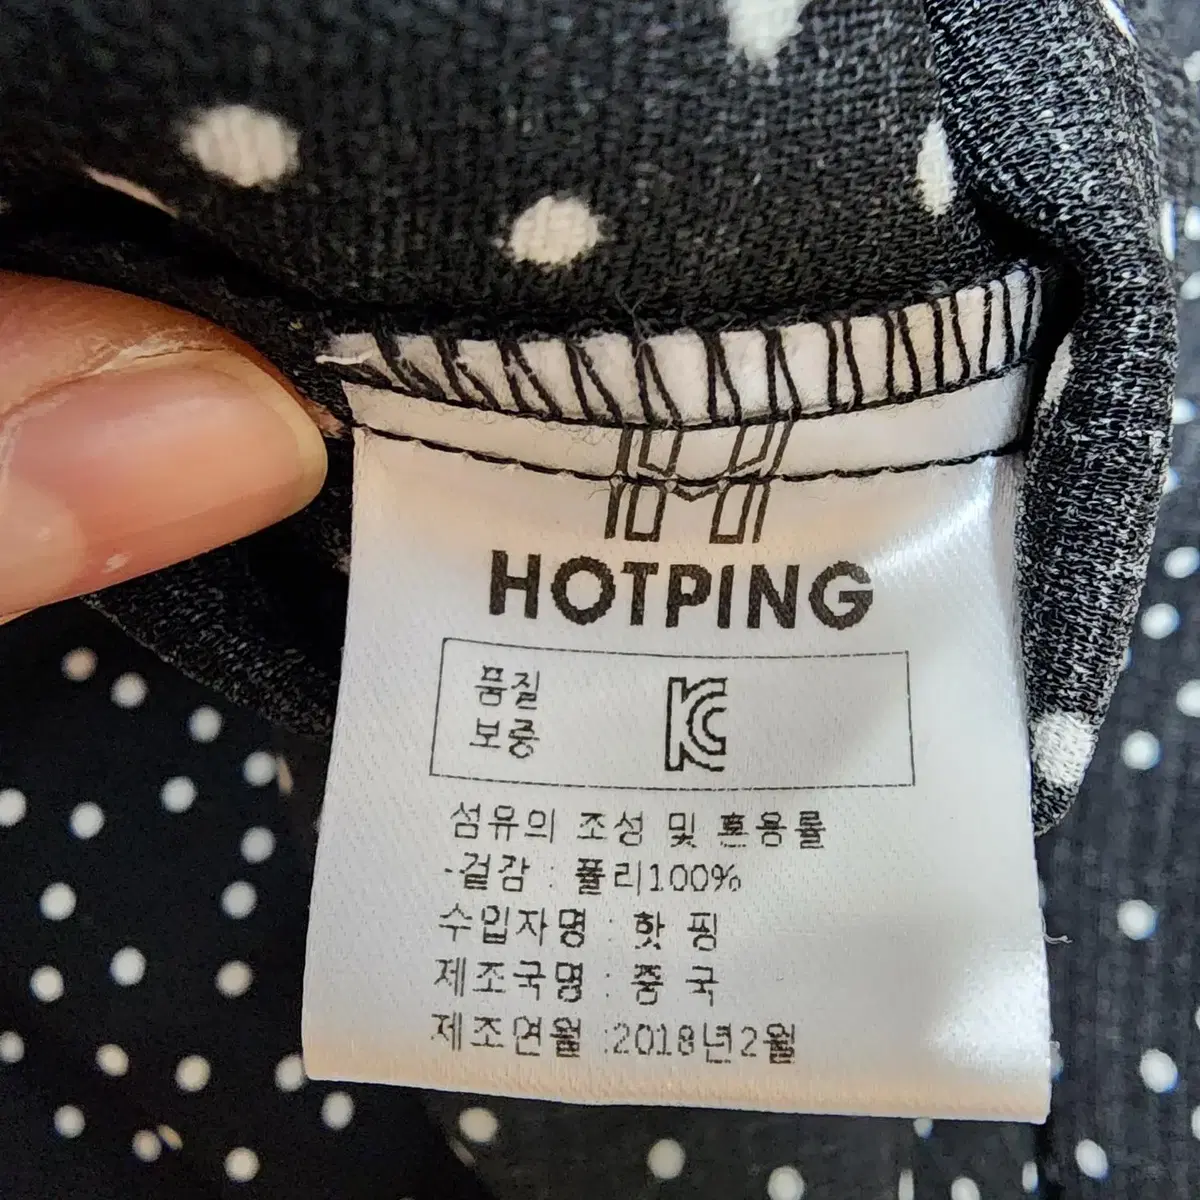 HOTPING
품질
보증
KC
섬유의 조성 및 혼용률
-겉감 : 폴리100%
수입자명 : 핫 핑
제조국명 : 중 국
제조연월 :2018년2월